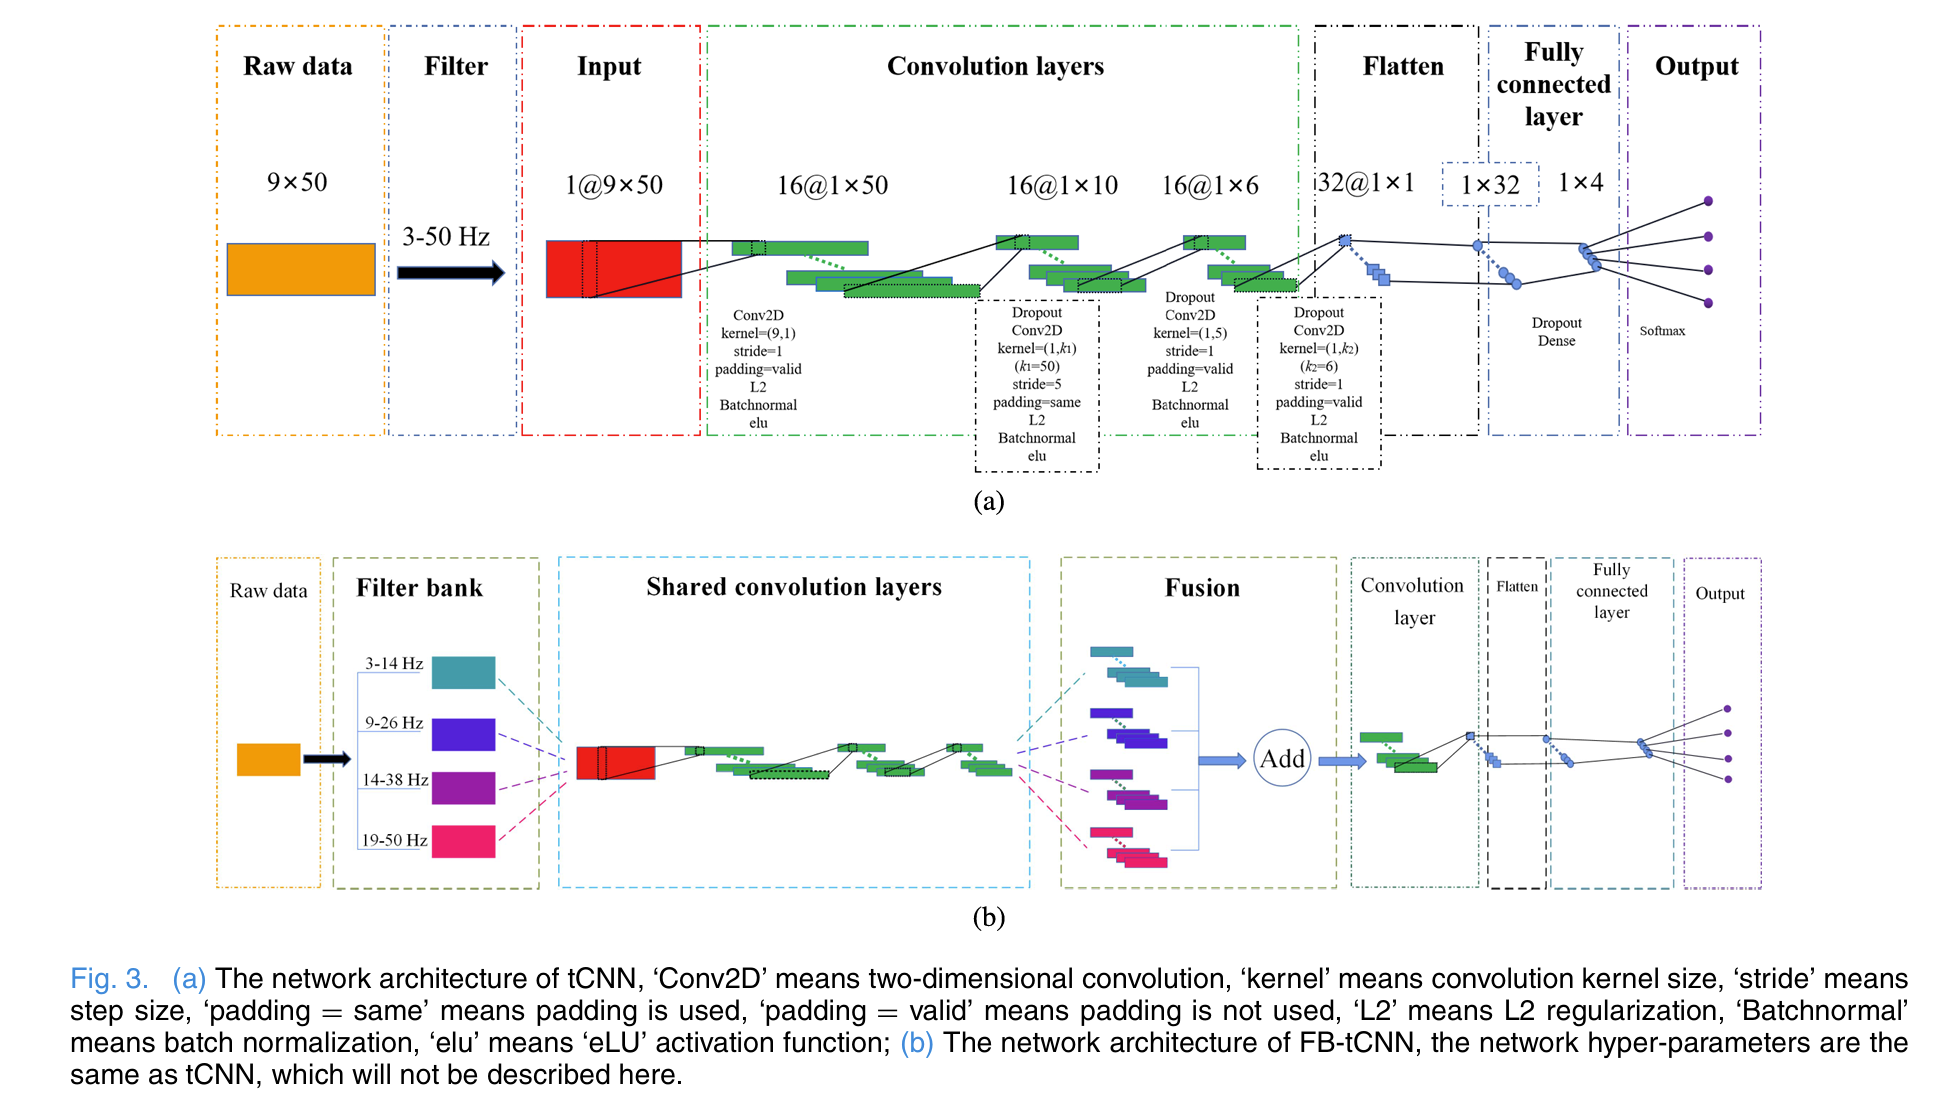 Raw data
Filter
Input
Convolution layers
Flatten
Fully
connected
layer
Output
9×50
3-50 Hz
1@9×50
16@1×50
16@1×10
16@1×6
32@1×1
1×32
1×4
Conv2D
kernel=(9,1)
stride=1
padding=valid
L2
Batchnormal
elu
Dropout
Conv2D
kernel=(1,k1)
(k1=50)
stride=5
padding=same
L2
Batchnormal
elu
Dropout
Conv2D
kernel=(1,5)
stride=1
padding=valid
L2
Batchnormal
elu
Dropout
Conv2D
kernel=(1,k2)
(k2=6)
stride=1
padding=valid
L2
Batchnormal
elu
Dropout
Dense
Softmax
(a)
Raw data
Filter bank
Shared convolution layers
Fusion
Convolution
layer
Flatten
Fully
connected
layer
Output
3-14 Hz
9-26 Hz
14-38 Hz
19-50 Hz
Add
(b)
Fig. 3. (a) The network architecture of tCNN, ‘Conv2D’ means two-dimensional convolution, ‘kernel’ means convolution kernel size, ‘stride’ means
step size, ‘padding = same’ means padding is used, ‘padding = valid’ means padding is not used, ‘L2’ means L2 regularization, ‘Batchnormal’
means batch normalization, ‘elu’ means ‘eLU’ activation function; (b) The network architecture of FB-tCNN, the network hyper-parameters are the
same as tCNN, which will not be described here.